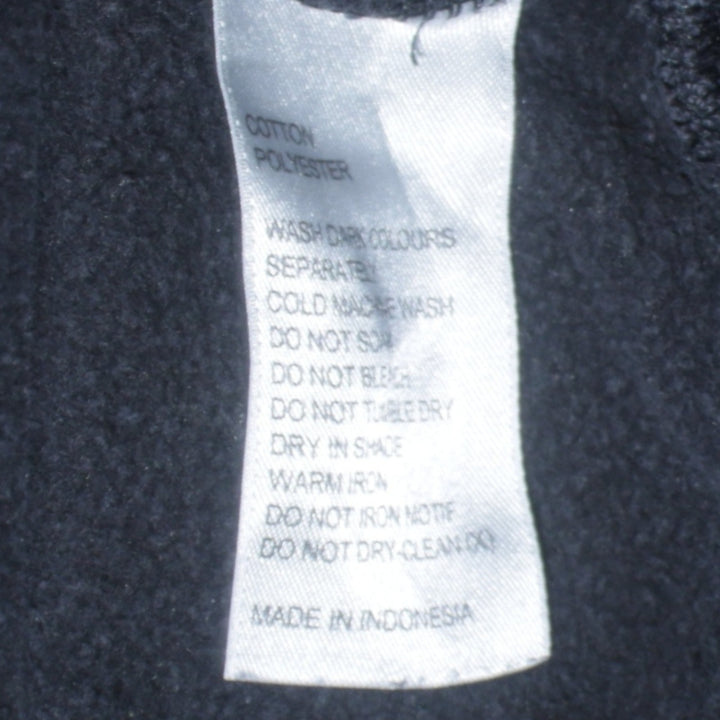 COTTON
POLYESTER
WASH DARK COLOURS
SEPARATELY
COLD MACHINE WASH
DO NOT SOAK
DO NOT BLEACH
DO NOT TUMBLE DRY
DRY IN SHADE
WARM IRON
DO NOT IRON MOTIF
DO NOT DRY-CLEAN (X)
MADE IN INDONESIA